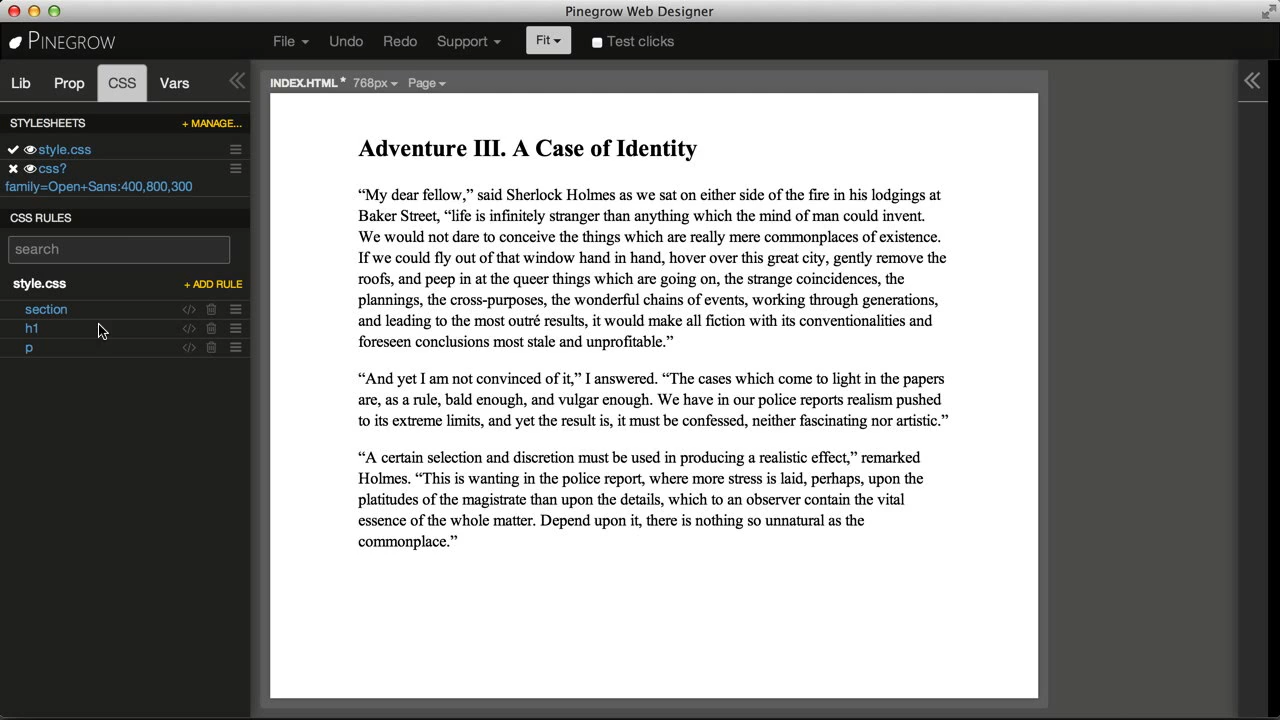 Pinegrow Web Designer
PINEGROW
File Undo Redo Support Fit Test clicks
Lib Prop CSS Vars
STYLESHEETS + MANAGE...
style.css
css?
family=Open+Sans:400,800,300
CSS RULES
search
style.css + ADD RULE
section </>
h1 </>
p </>
INDEX.HTML * 768px Page
Adventure III. A Case of Identity
“My dear fellow,” said Sherlock Holmes as we sat on either side of the fire in his lodgings at
Baker Street, “life is infinitely stranger than anything which the mind of man could invent.
We would not dare to conceive the things which are really mere commonplaces of existence.
If we could fly out of that window hand in hand, hover over this great city, gently remove the
roofs, and peep in at the queer things which are going on, the strange coincidences, the
plannings, the cross-purposes, the wonderful chains of events, working through generations,
and leading to the most outré results, it would make all fiction with its conventionalities and
foreseen conclusions most stale and unprofitable.”
“And yet I am not convinced of it,” I answered. “The cases which come to light in the papers
are, as a rule, bald enough, and vulgar enough. We have in our police reports realism pushed
to its extreme limits, and yet the result is, it must be confessed, neither fascinating nor artistic.”
“A certain selection and discretion must be used in producing a realistic effect,” remarked
Holmes. “This is wanting in the police report, where more stress is laid, perhaps, upon the
platitudes of the magistrate than upon the details, which to an observer contain the vital
essence of the whole matter. Depend upon it, there is nothing so unnatural as the
commonplace.”